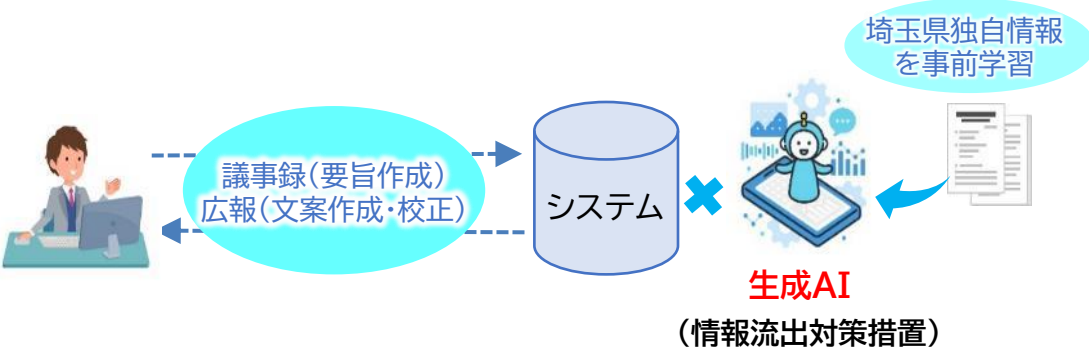 埼玉県独自情報
を事前学習
議事録(要旨作成)
広報(文案作成・校正)
システム
生成AI
(情報流出対策措置)